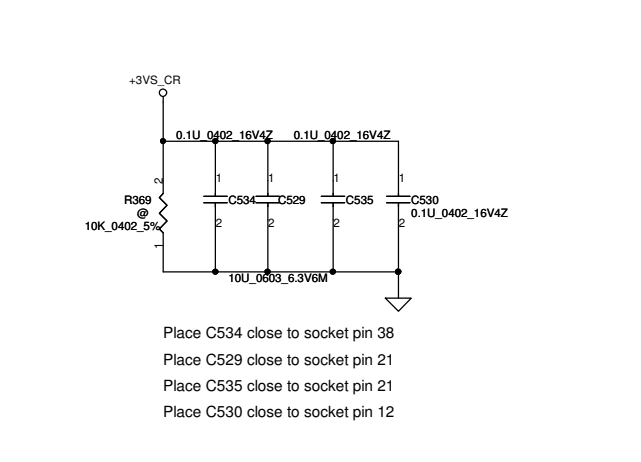 +3VS_CR
0.1U_0402_16V4Z 0.1U_0402_16V4Z
2 1 1 1 1
R369 C534 C529 C535 C530
@ 0.1U_0402_16V4Z
10K_0402_5% 2 2 2 2
1
10U_0603_6.3V6M
Place C534 close to socket pin 38
Place C529 close to socket pin 21
Place C535 close to socket pin 21
Place C530 close to socket pin 12